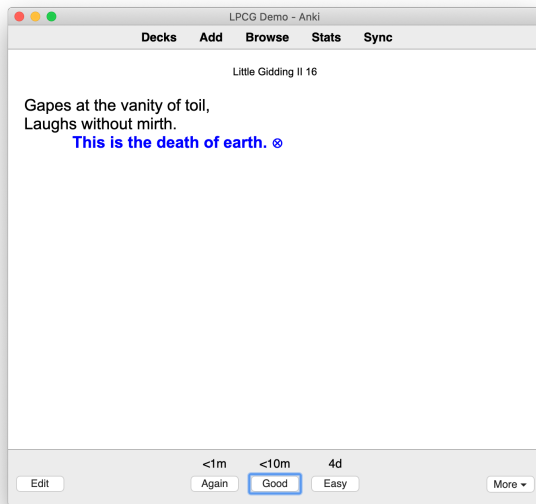 LPCG Demo - Anki
Decks Add Browse Stats Sync
Little Gidding II 16
Gapes at the vanity of toil,
Laughs without mirth.
This is the death of earth. ⊗
<1m <10m 4d
Edit Again Good Easy More ▾